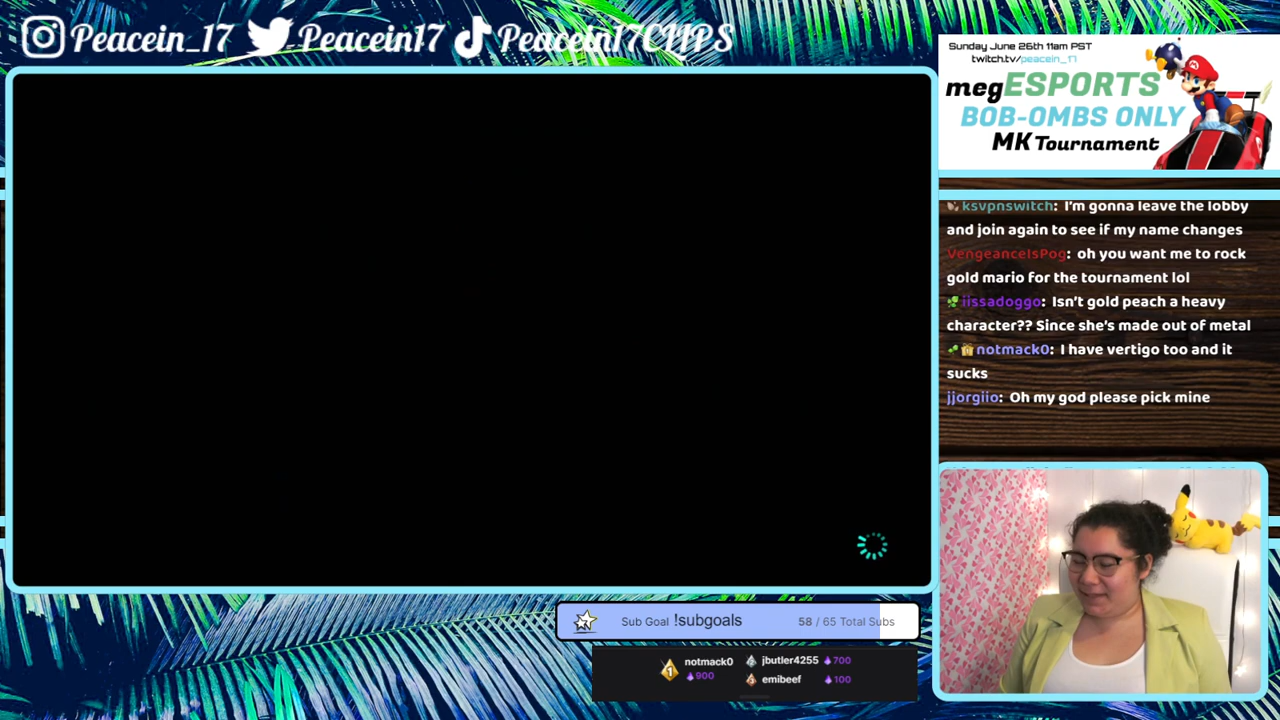 Peacein_17 Peacein17 Peacein17ClIPS
Sunday June 26th 11am PST
twitch.tv/peacein_17
megESPORTS
BOB-OMBS ONLY
MK Tournament
ksvpnswitch: I'm gonna leave the lobby
and join again to see if my name changes
VengeanceIsPog: oh you want me to rock
gold mario for the tournament lol
iissadoggo: Isn't gold peach a heavy
character?? Since she's made out of metal
notmack0: I have vertigo too and it
sucks
jjorgiio: Oh my god please pick mine
Sub Goal !subgoals 58 / 65 Total Subs
1 notmack0 900
2 jbutler4255 700
3 emibeef 100